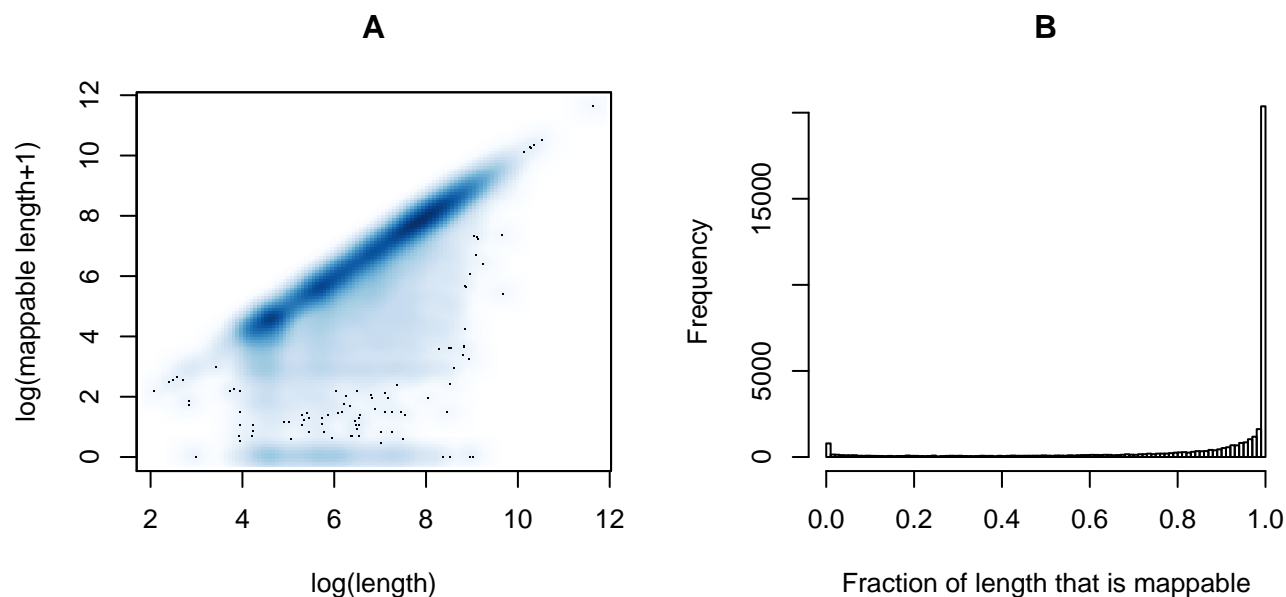 A
B
log(mappable length+1)
12
10
8
6
4
2
0
2 4 6 8 10 12
log(length)
Frequency
15000
5000
0
0.0 0.2 0.4 0.6 0.8 1.0
Fraction of length that is mappable